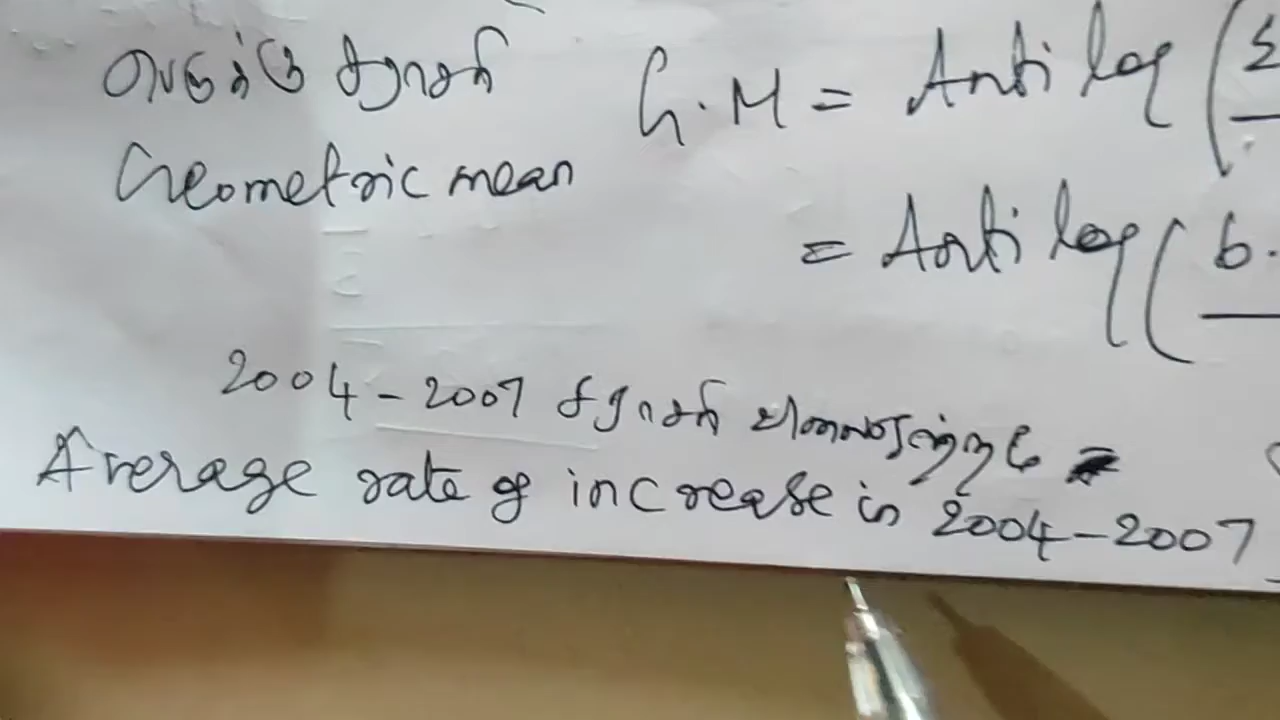 பெருக்கு சராசரி G.M = Anti log (Σ
Geometric mean
= Anti log ( 6.
2004 - 2007 சராசரி
Average rate of increase in 2004-2007